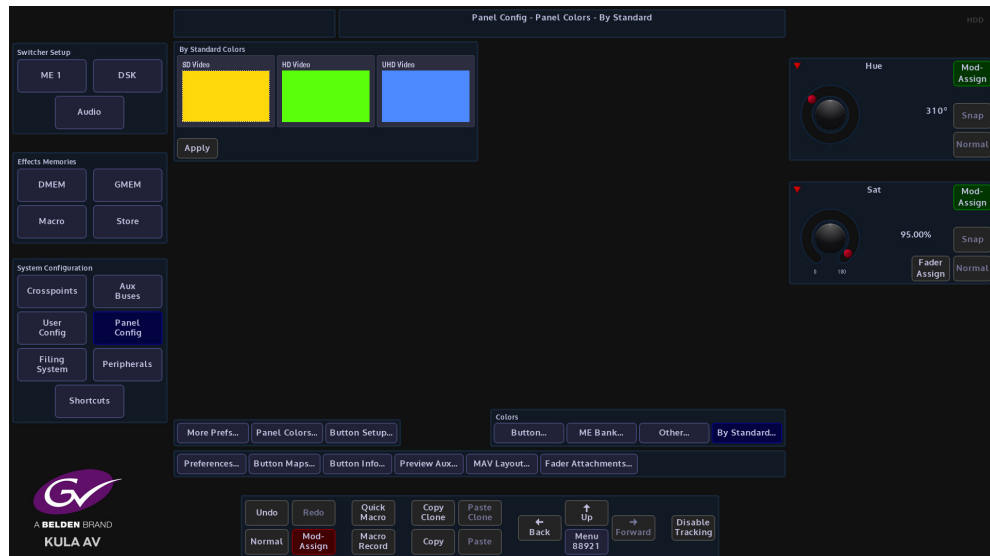 Panel Config - Panel Colors - By Standard
HDD
Switcher Setup
ME 1
DSK
Audio
Effects Memories
DMEM
GMEM
Macro
Store
System Configuration
Crosspoints
Aux
Buses
User
Config
Panel
Config
Filing
System
Peripherals
Shortcuts
By Standard Colors
SD Video
HD Video
UHD Video
Apply
Hue
Mod-
Assign
310°
Snap
Normal
Sat
Mod-
Assign
95.00%
Snap
0
100
Fader
Assign
Normal
Colors
More Prefs...
Panel Colors...
Button Setup...
Button...
ME Bank...
Other...
By Standard...
Preferences...
Button Maps...
Button Info...
Preview Aux...
MAV Layout...
Fader Attachments...
GV
A BELDEN BRAND
KULA AV
Undo
Redo
Quick
Macro
Copy
Clone
Paste
Clone
Normal
Mod-
Assign
Macro
Record
Copy
Paste
← Back
↑ Up
Menu
88921
→ Forward
Disable
Tracking